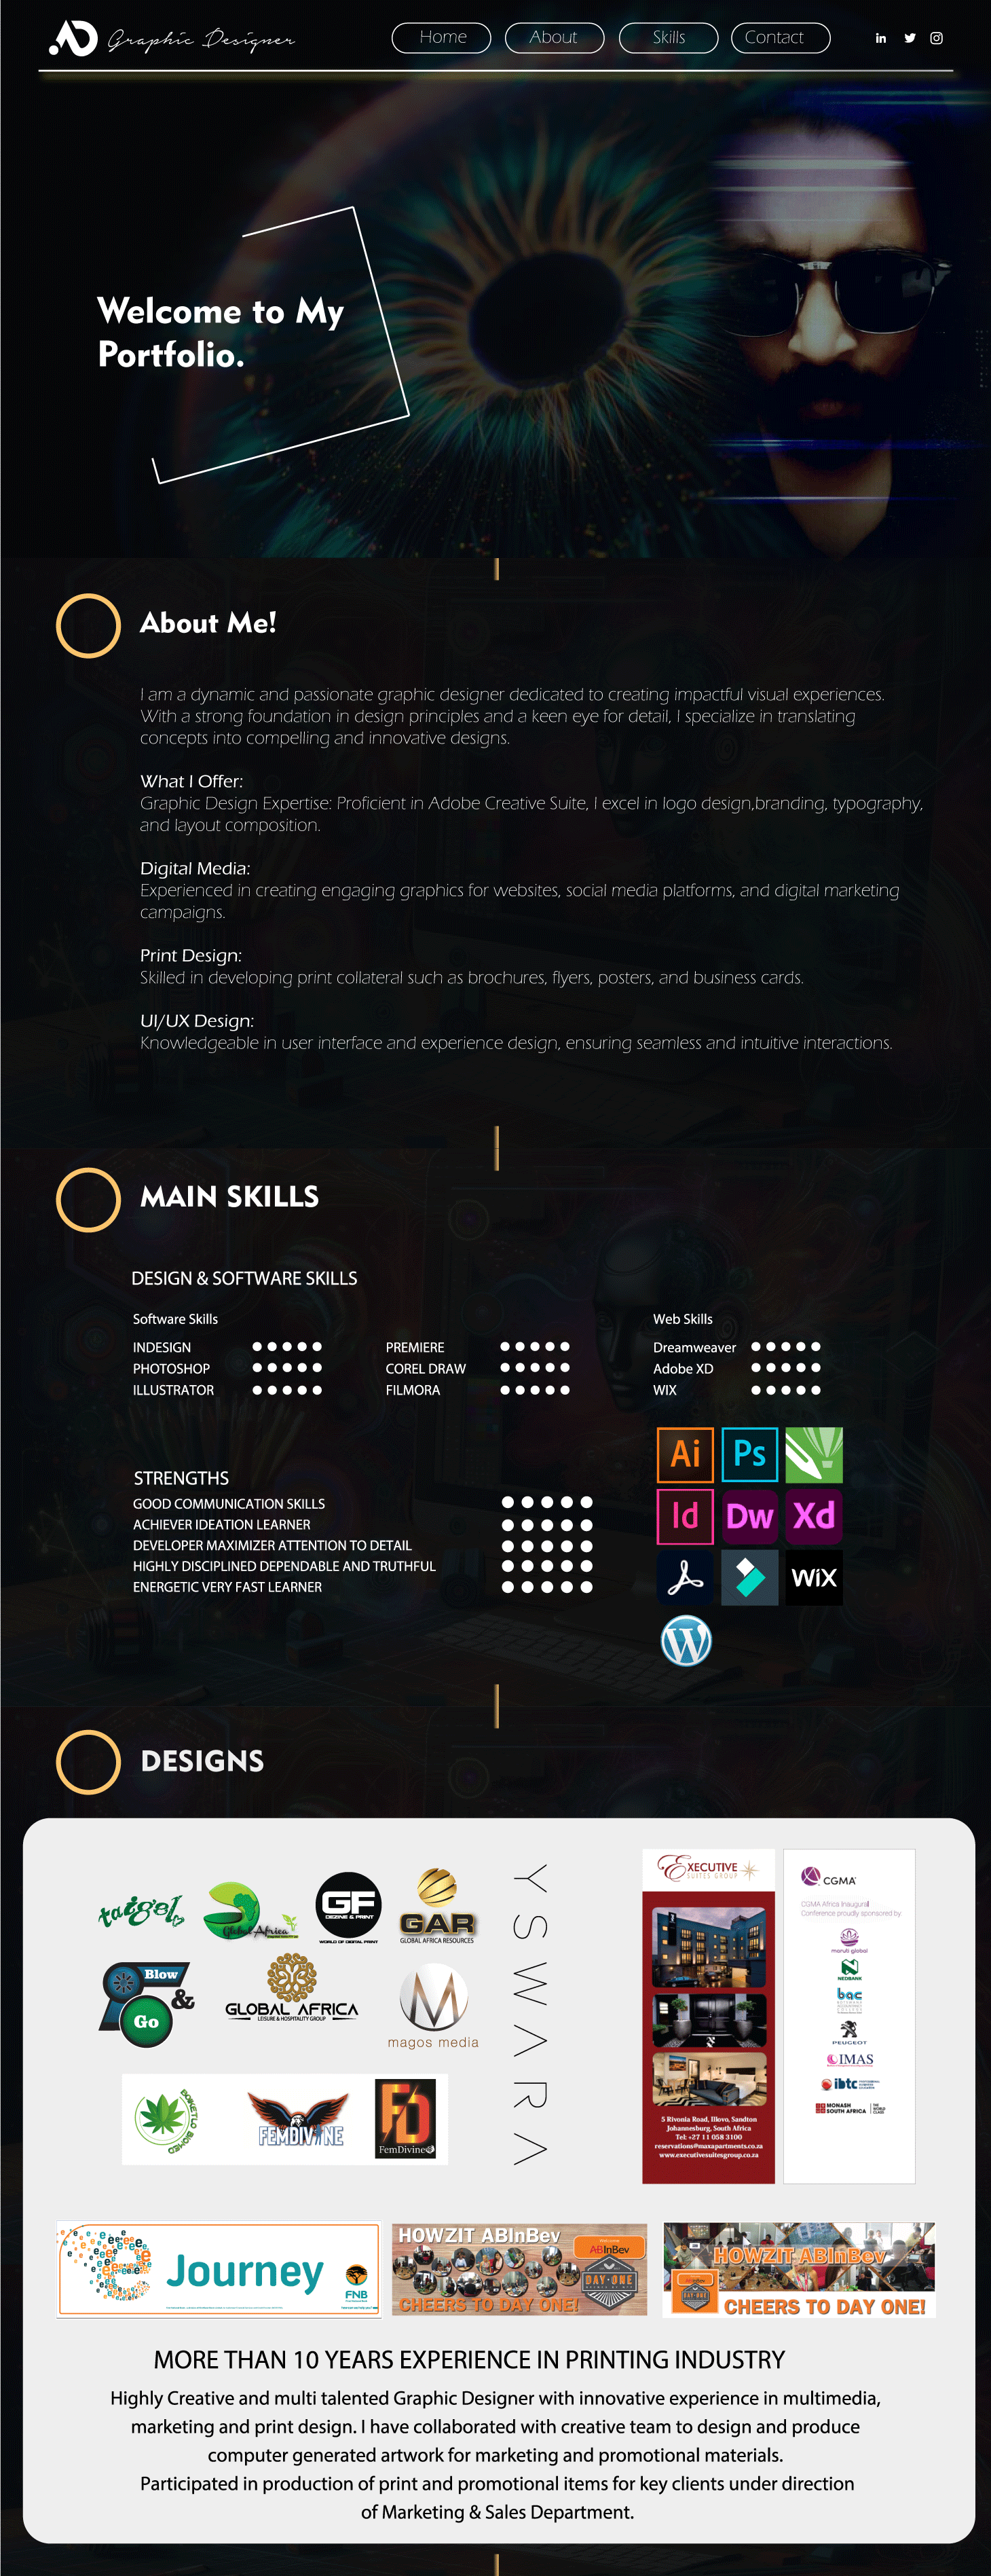 AD Graphic Designer
Home
About
Skills
Contact
in
Welcome to My
Portfolio.
About Me!
I am a dynamic and passionate graphic designer dedicated to creating impactful visual experiences.
With a strong foundation in design principles and a keen eye for detail, I specialize in translating
concepts into compelling and innovative designs.
What I Offer:
Graphic Design Expertise: Proficient in Adobe Creative Suite, I excel in logo design,branding, typography,
and layout composition.
Digital Media:
Experienced in creating engaging graphics for websites, social media platforms, and digital marketing
campaigns.
Print Design:
Skilled in developing print collateral such as brochures, flyers, posters, and business cards.
UI/UX Design:
Knowledgeable in user interface and experience design, ensuring seamless and intuitive interactions.
MAIN SKILLS
DESIGN & SOFTWARE SKILLS
Software Skills
INDESIGN
PHOTOSHOP
ILLUSTRATOR
PREMIERE
COREL DRAW
FILMORA
Web Skills
Dreamweaver
Adobe XD
WIX
STRENGTHS
GOOD COMMUNICATION SKILLS
ACHIEVER IDEATION LEARNER
DEVELOPER MAXIMIZER ATTENTION TO DETAIL
HIGHLY DISCIPLINED DEPENDABLE AND TRUTHFUL
ENERGETIC VERY FAST LEARNER
Ai Ps
Id Dw Xd
WiX
W
DESIGNS
taigel
Global Africa
GF
DEZINE & PRINT
WORLD OF DIGITAL PRINT
GAR
GLOBAL AFRICA RESOURCES
Blow
&
Go
GLOBAL AFRICA
LEISURE & HOSPITALITY GROUP
M
magos media
FEMDIVINE
FD
FemDivine
YSWARA
EXECUTIVE
SUITES GROUP
5 Rivonia Road, Illovo, Sandton
Johannesburg, South Africa
Tel: +27 11 058 3100
reservations@maxapartments.co.za
www.executivesuitesgroup.co.za
CGMA
CGMA Africa Inaugural
Conference proudly sponsored by
maruti global
NEDBANK
bac
PEUGEOT
IMAS
ibtc
MONASH
SOUTH AFRICA
Journey
FNB
HOWZIT ABInBev
ABInBev
DAY ONE
CHEERS TO DAY ONE!
HOWZIT ABInBev
CHEERS TO DAY ONE!
MORE THAN 10 YEARS EXPERIENCE IN PRINTING INDUSTRY
Highly Creative and multi talented Graphic Designer with innovative experience in multimedia,
marketing and print design. I have collaborated with creative team to design and produce
computer generated artwork for marketing and promotional materials.
Participated in production of print and promotional items for key clients under direction
of Marketing & Sales Department.